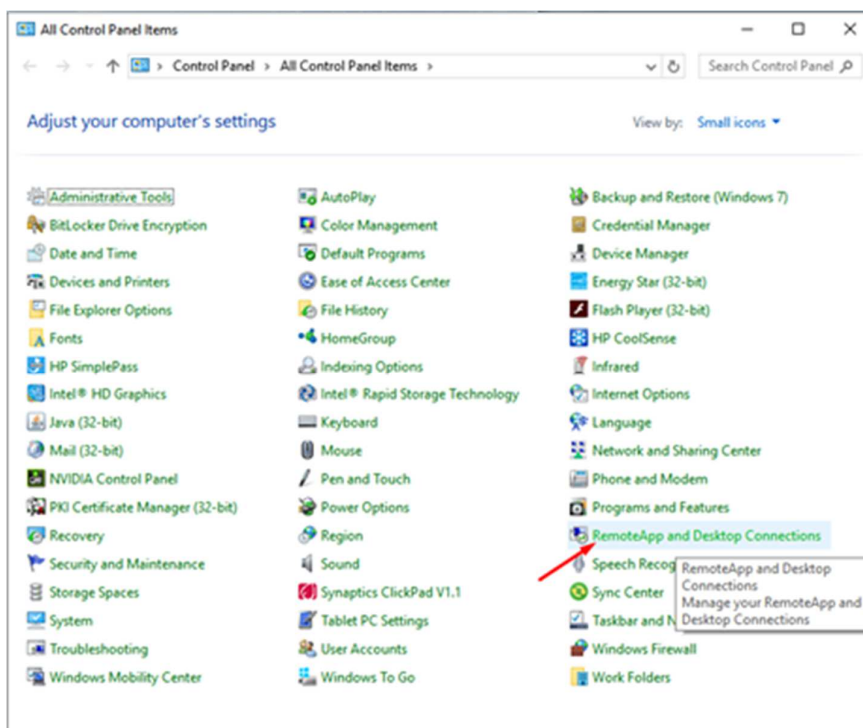 All Control Panel Items
Control Panel > All Control Panel Items >
Search Control Panel
Adjust your computer's settings
View by: Small icons
Administrative Tools
AutoPlay
Backup and Restore (Windows 7)
BitLocker Drive Encryption
Color Management
Credential Manager
Date and Time
Default Programs
Device Manager
Devices and Printers
Ease of Access Center
Energy Star (32-bit)
File Explorer Options
File History
Flash Player (32-bit)
Fonts
HomeGroup
HP CoolSense
HP SimplePass
Indexing Options
Infrared
Intel® HD Graphics
Intel® Rapid Storage Technology
Internet Options
Java (32-bit)
Keyboard
Language
Mail (32-bit)
Mouse
Network and Sharing Center
NVIDIA Control Panel
Pen and Touch
Phone and Modem
PKI Certificate Manager (32-bit)
Power Options
Programs and Features
Recovery
Region
RemoteApp and Desktop Connections
Security and Maintenance
Sound
Speech Recog
RemoteApp and Desktop
Connections
Manage your RemoteApp and
Desktop Connections
Storage Spaces
Synaptics ClickPad V1.1
Sync Center
System
Tablet PC Settings
Taskbar and N
Troubleshooting
User Accounts
Windows Firewall
Windows Mobility Center
Windows To Go
Work Folders